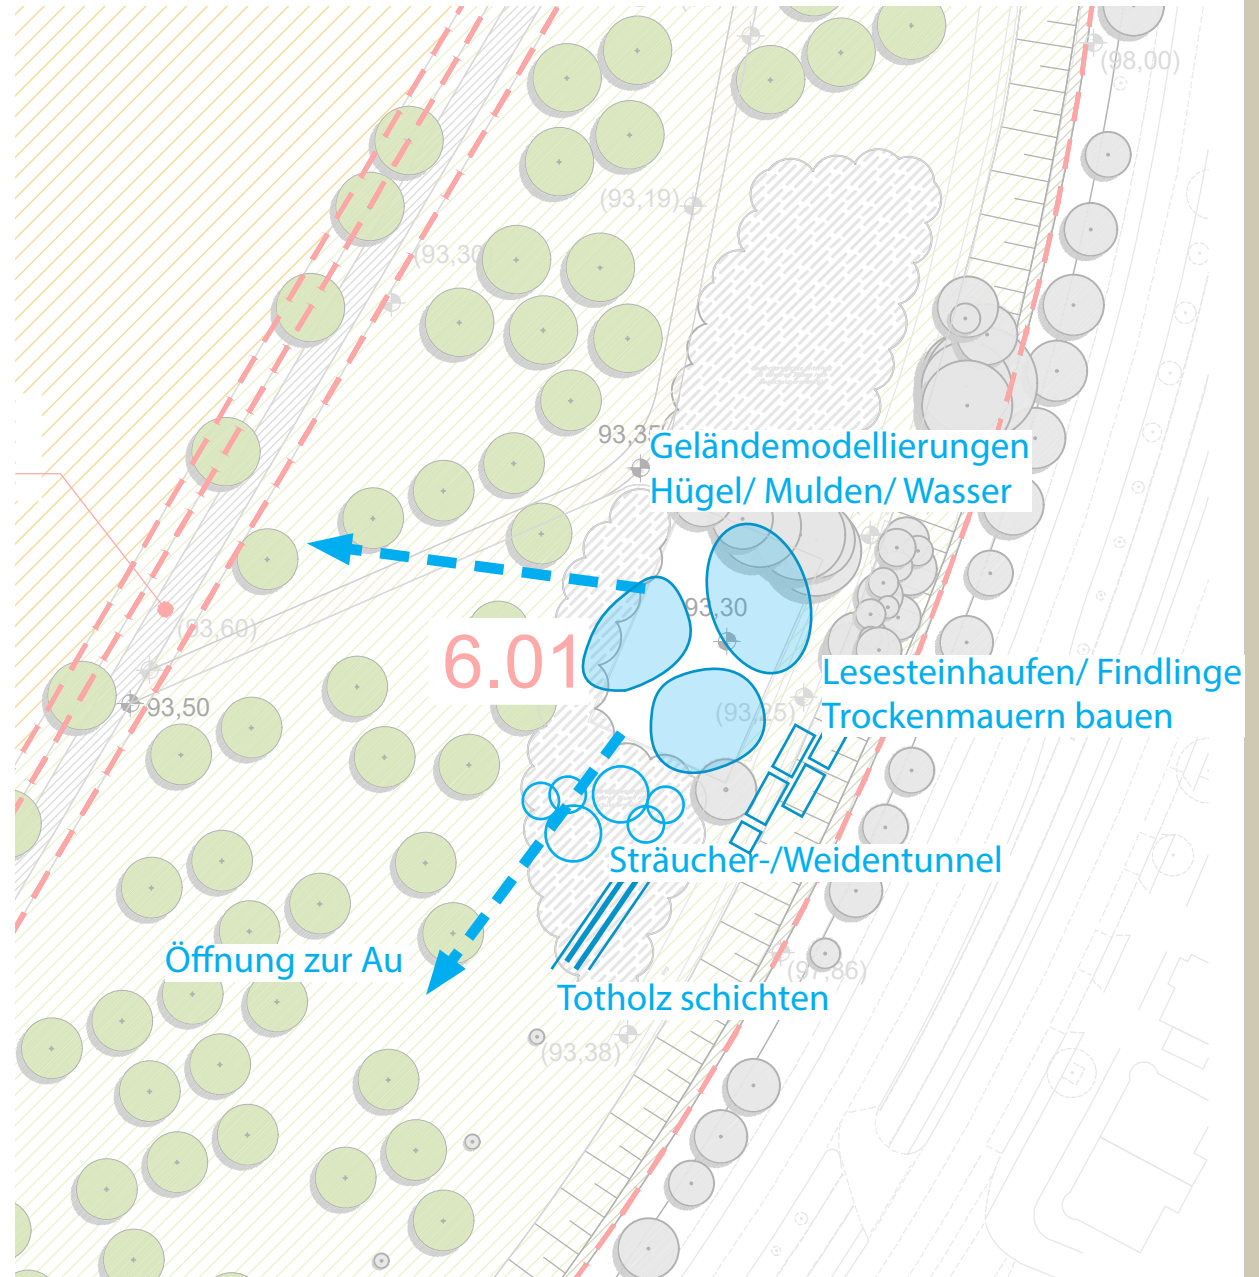 (98,00)
(93,19)
(93,30
93,35
Geländemodellierungen
Hügel/ Mulden/ Wasser
93,30
(93,60)
6.01
Lesesteinhaufen/ Findlinge
Trockenmauern bauen
93,50
(93,25)
Sträucher-/Weidentunnel
Öffnung zur Au
(97,86)
Totholz schichten
(93,38)